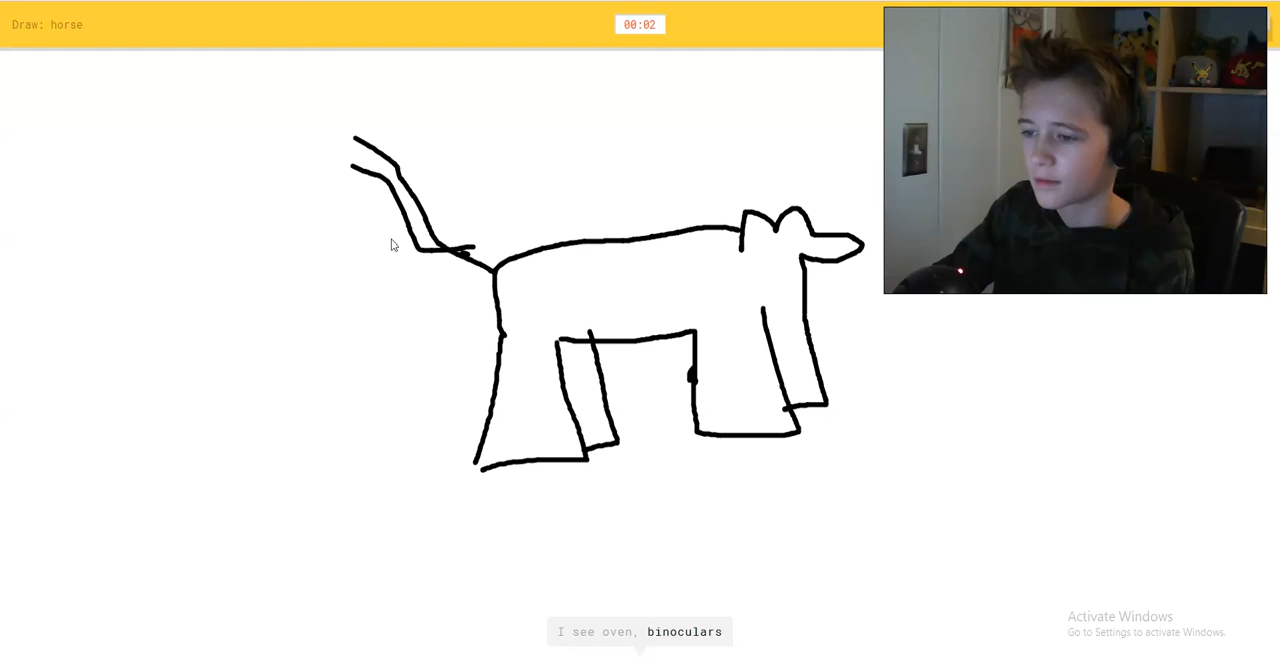 Draw: horse
00:02
I see oven, binoculars
Activate Windows
Go to Settings to activate Windows.